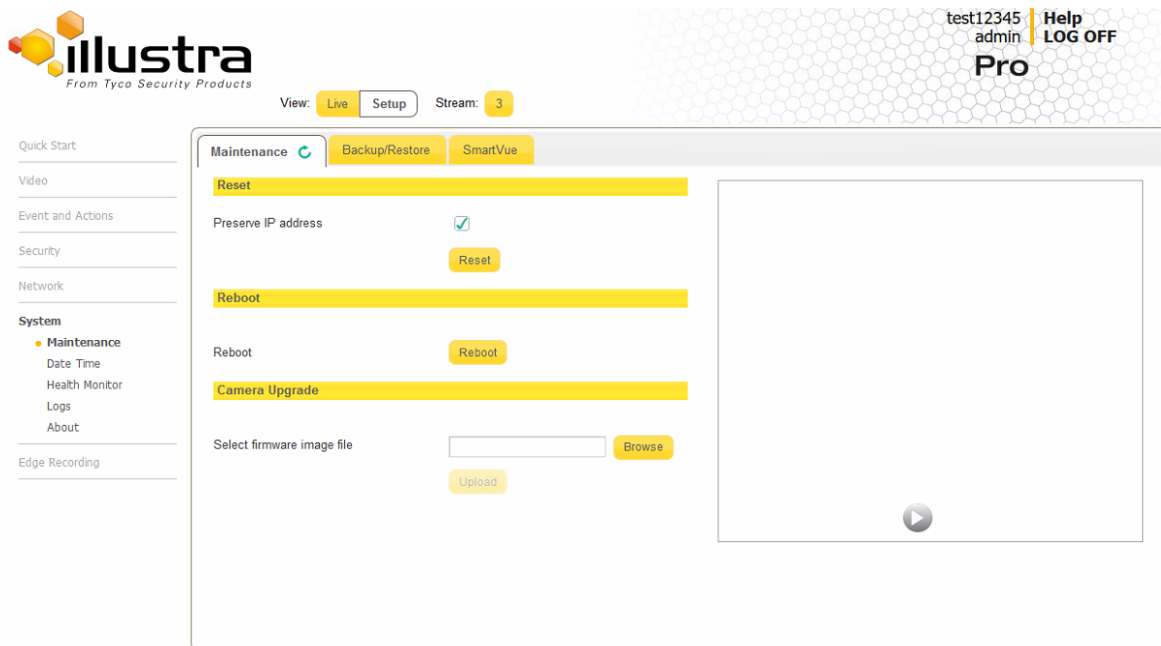 test12345 Help
admin LOG OFF
illustra
Pro
From Tyco Security Products
View: Live Setup Stream: 3
Quick Start
Video
Event and Actions
Security
Network
System
Maintenance
Date Time
Health Monitor
Logs
About
Edge Recording
Maintenance Backup/Restore SmartVue
Reset
Preserve IP address
Reset
Reboot
Reboot Reboot
Camera Upgrade
Select firmware image file Browse
Upload